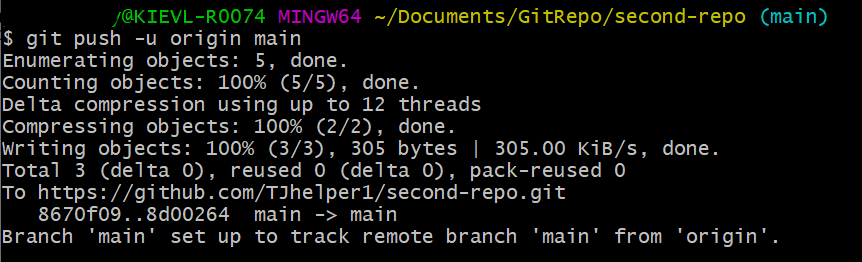 y@KIEVL-R0074 MINGW64 ~/Documents/GitRepo/second-repo (main)
$ git push -u origin main
Enumerating objects: 5, done.
Counting objects: 100% (5/5), done.
Delta compression using up to 12 threads
Compressing objects: 100% (2/2), done.
Writing objects: 100% (3/3), 305 bytes | 305.00 KiB/s, done.
Total 3 (delta 0), reused 0 (delta 0), pack-reused 0
To https://github.com/TJhelper1/second-repo.git
   8670f09..8d00264  main -> main
Branch 'main' set up to track remote branch 'main' from 'origin'.